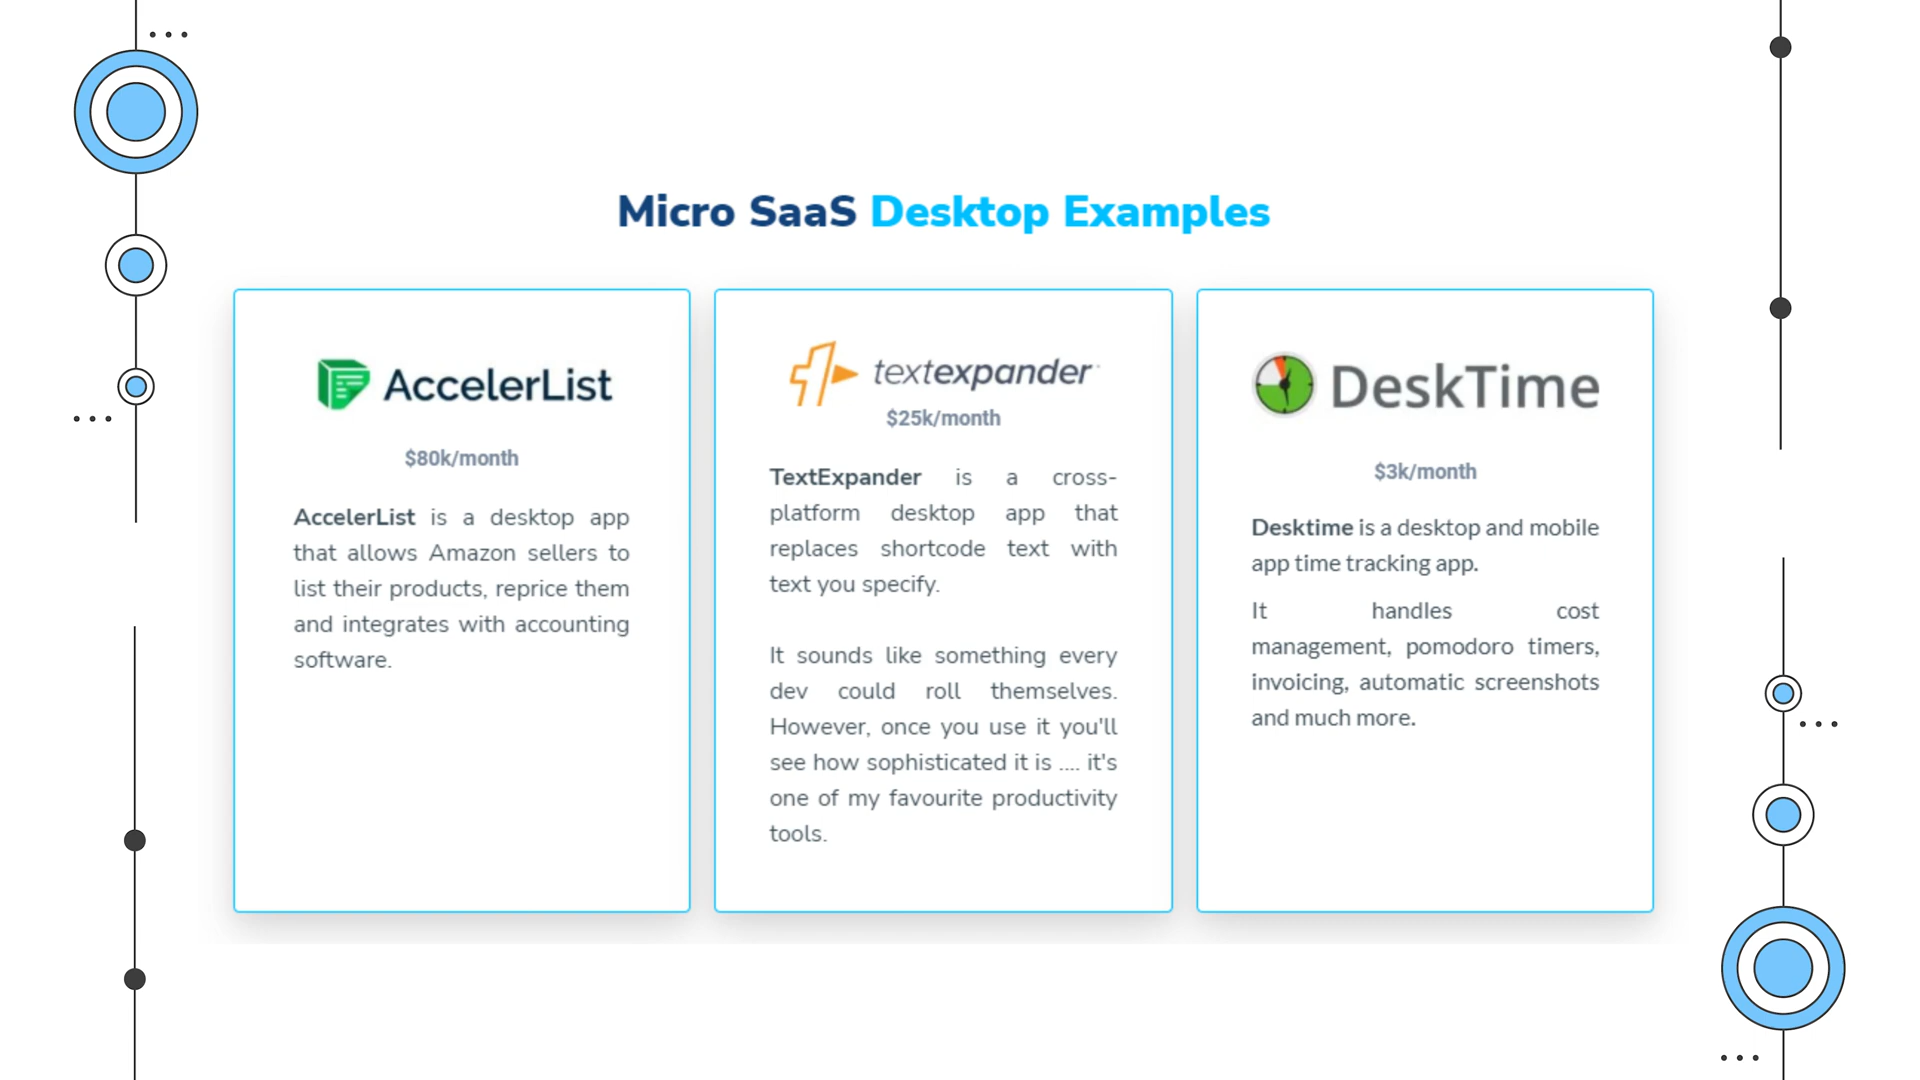 Micro SaaS Desktop Examples
AccelerList
$80k/month
AccelerList is a desktop app
that allows Amazon sellers to
list their products, reprice them
and integrates with accounting
software.
textexpander
$25k/month
TextExpander is a cross-
platform desktop app that
replaces shortcode text with
text you specify.
It sounds like something every
dev could roll themselves.
However, once you use it you'll
see how sophisticated it is .... it's
one of my favourite productivity
tools.
DeskTime
$3k/month
Desktime is a desktop and mobile
app time tracking app.
It handles cost
management, pomodoro timers,
invoicing, automatic screenshots
and much more.